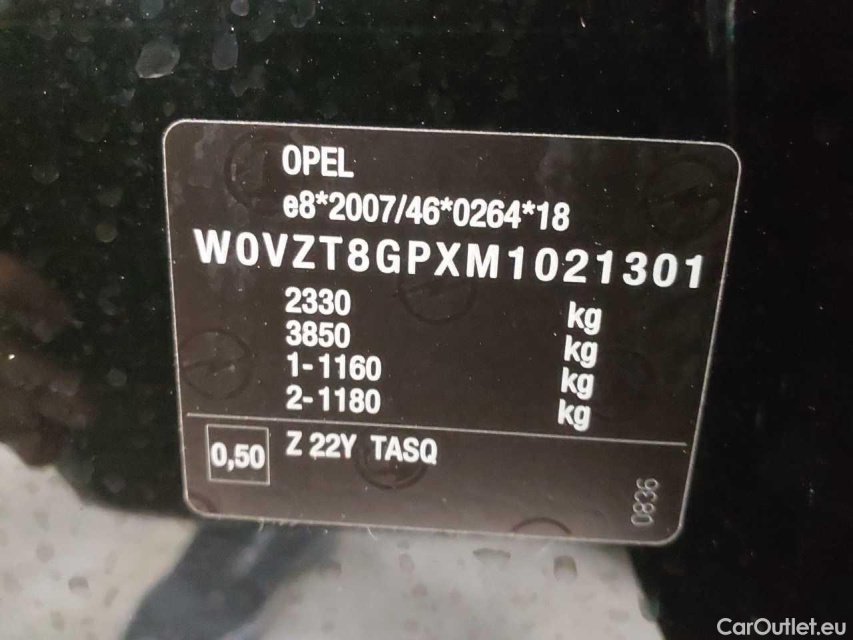 OPEL
e8*2007/46*0264*18
W0VZT8GPXM1021301
2330 kg
3850 kg
1-1160 kg
2-1180 kg
0,50 Z 22Y TASQ
0836
CarOutlet.eu